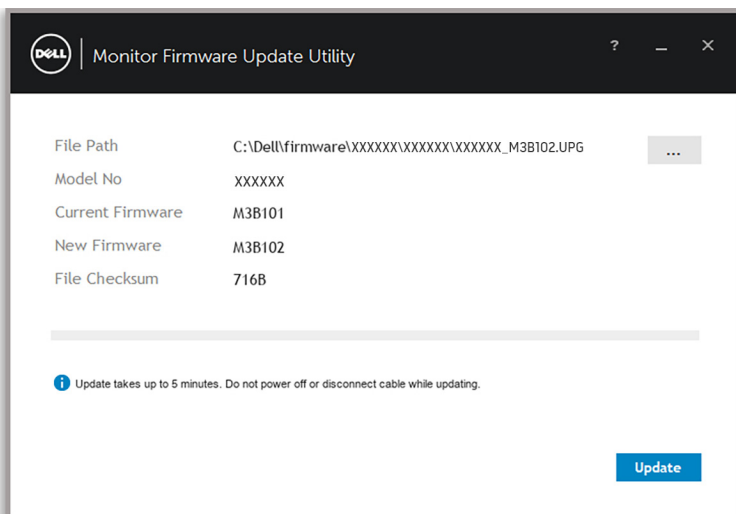 DELL Monitor Firmware Update Utility ? _ X
File Path C:\Dell\firmware\XXXXXX\XXXXXX\XXXXXX_M3B102.UPG ...
Model No XXXXXX
Current Firmware M3B101
New Firmware M3B102
File Checksum 716B
i Update takes up to 5 minutes. Do not power off or disconnect cable while updating.
Update